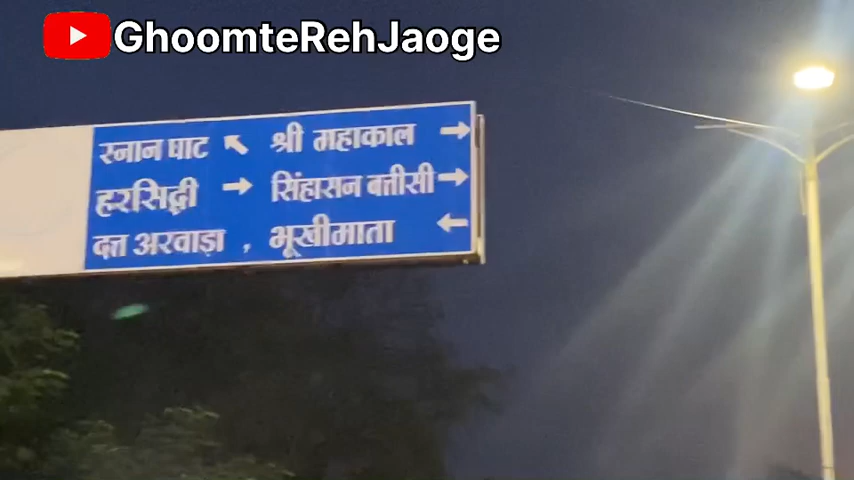 GhoomteRehJaoge
स्नान घाट ↖ श्री महाकाल →
हरसिद्धी → सिंहासन बत्तीसी →
दत्त अखाड़ा , भूखीमाता ←